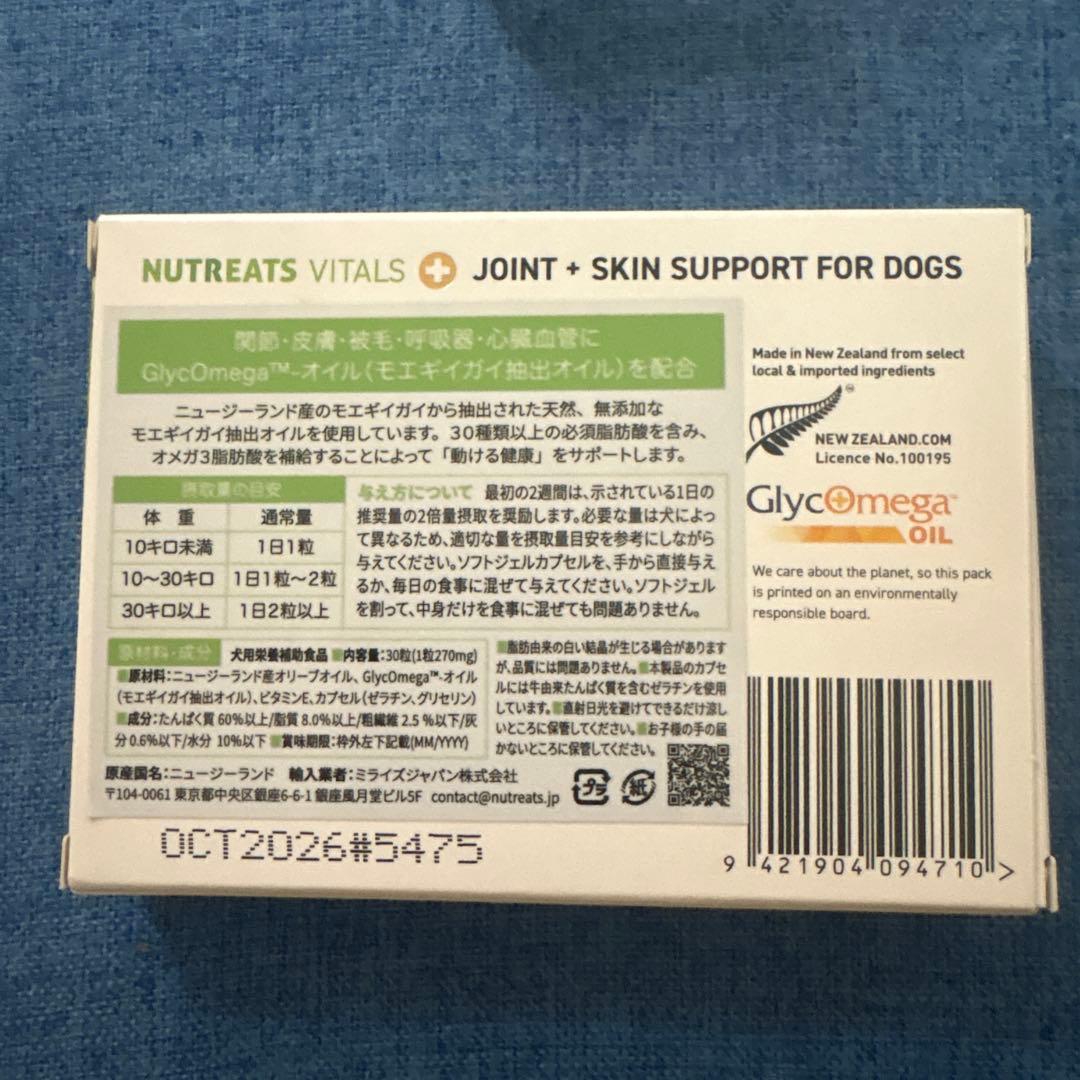 NUTREATS VITALS JOINT + SKIN SUPPORT FOR DOGS
関節・皮膚・被毛・呼吸器・心臓血管に
GlycOmega™-オイル(モエギイガイ抽出オイル)を配合
ニュージーランド産のモエギイガイから抽出された天然、無添加な
モエギイガイ抽出オイルを使用しています。30種類以上の必須脂肪酸を含み、
オメガ3脂肪酸を補給することによって「動ける健康」をサポートします。
摂取量の目安
体 重 通常量
10キロ未満 1日1粒
10〜30キロ 1日1粒〜2粒
30キロ以上 1日2粒以上
与え方について 最初の2週間は、示されている1日の
推奨量の2倍量摂取を奨励します。必要な量は犬によっ
て異なるため、適切な量を摂取量目安を参考にしながら
与えてください。ソフトジェルカプセルを、手から直接与え
るか、毎日の食事に混ぜて与えてください。ソフトジェル
を割って、中身だけを食事に混ぜても問題ありません。
原材料・成分 犬用栄養補助食品 ■内容量:30粒(1粒270mg)
■原材料:ニュージーランド産オリーブオイル、GlycOmega™-オイル
(モエギイガイ抽出オイル)、ビタミンE、カプセル(ゼラチン、グリセリン)
■成分:たんぱく質 60%以上/脂質 8.0%以上/粗繊維 2.5 %以下/灰
分 0.6%以下/水分 10%以下 ■賞味期限:枠外左下記載(MM/YYYY)
■脂肪由来の白い結晶が生じる場合があります
が、品質には問題ありません。■本製品のカプセ
ルには牛由来たんぱく質を含むゼラチンを使用
しています。■直射日光を避けてできるだけ涼し
いところに保管してください。■お子様の手の届
かないところに保管してください。
原産国名:ニュージーランド 輸入業者:ミライズジャパン株式会社
〒104-0061 東京都中央区銀座6-6-1 銀座風月堂ビル5F contact@nutreats.jp
プラ 紙
OCT2026#5475
Made in New Zealand from select
local & imported ingredients
NEW ZEALAND.COM
Licence No.100195
GlycOmega™
OIL
We care about the planet, so this pack
is printed on an environmentally
responsible board.
9 421904 094710 >